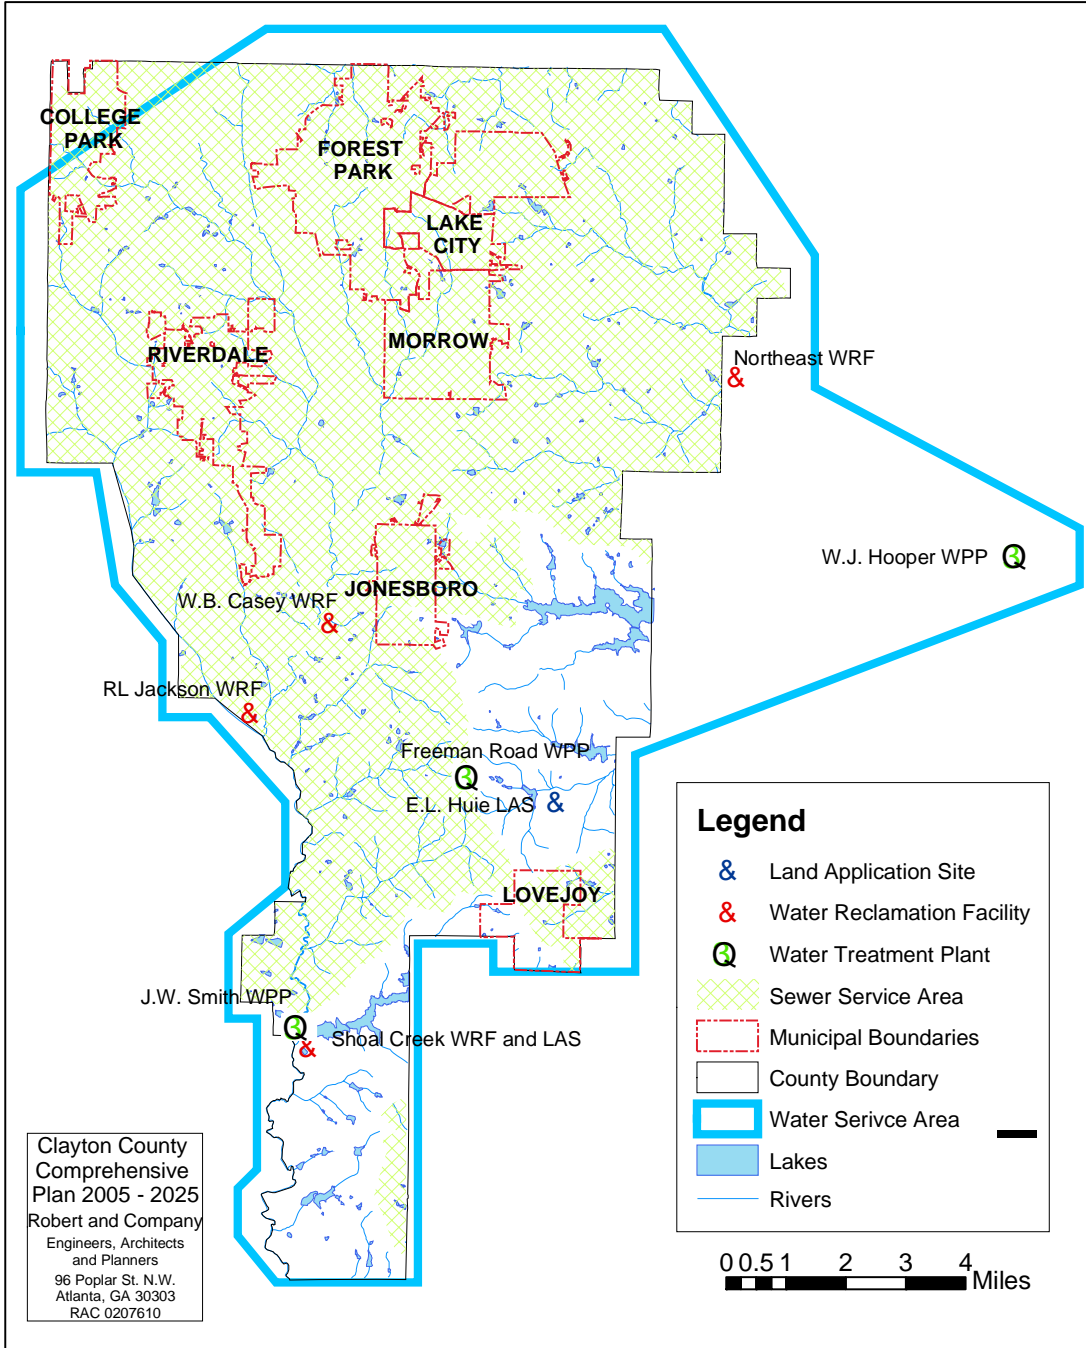 COLLEGE
PARK
FOREST
PARK
LAKE
CITY
RIVERDALE
MORROW
Northeast WRF
W.J. Hooper WPP
JONESBORO
W.B. Casey WRF
RL Jackson WRF
Freeman Road WPP
E.L. Huie LAS
LOVEJOY
J.W. Smith WPP
Shoal Creek WRF and LAS
Legend
& Land Application Site
& Water Reclamation Facility
Water Treatment Plant
Sewer Service Area
Municipal Boundaries
County Boundary
Water Serivce Area
Lakes
Rivers
Clayton County
Comprehensive
Plan 2005 - 2025
Robert and Company
Engineers, Architects
and Planners
96 Poplar St. N.W.
Atlanta, GA 30303
RAC 0207610
0 0.5 1 2 3 4
Miles